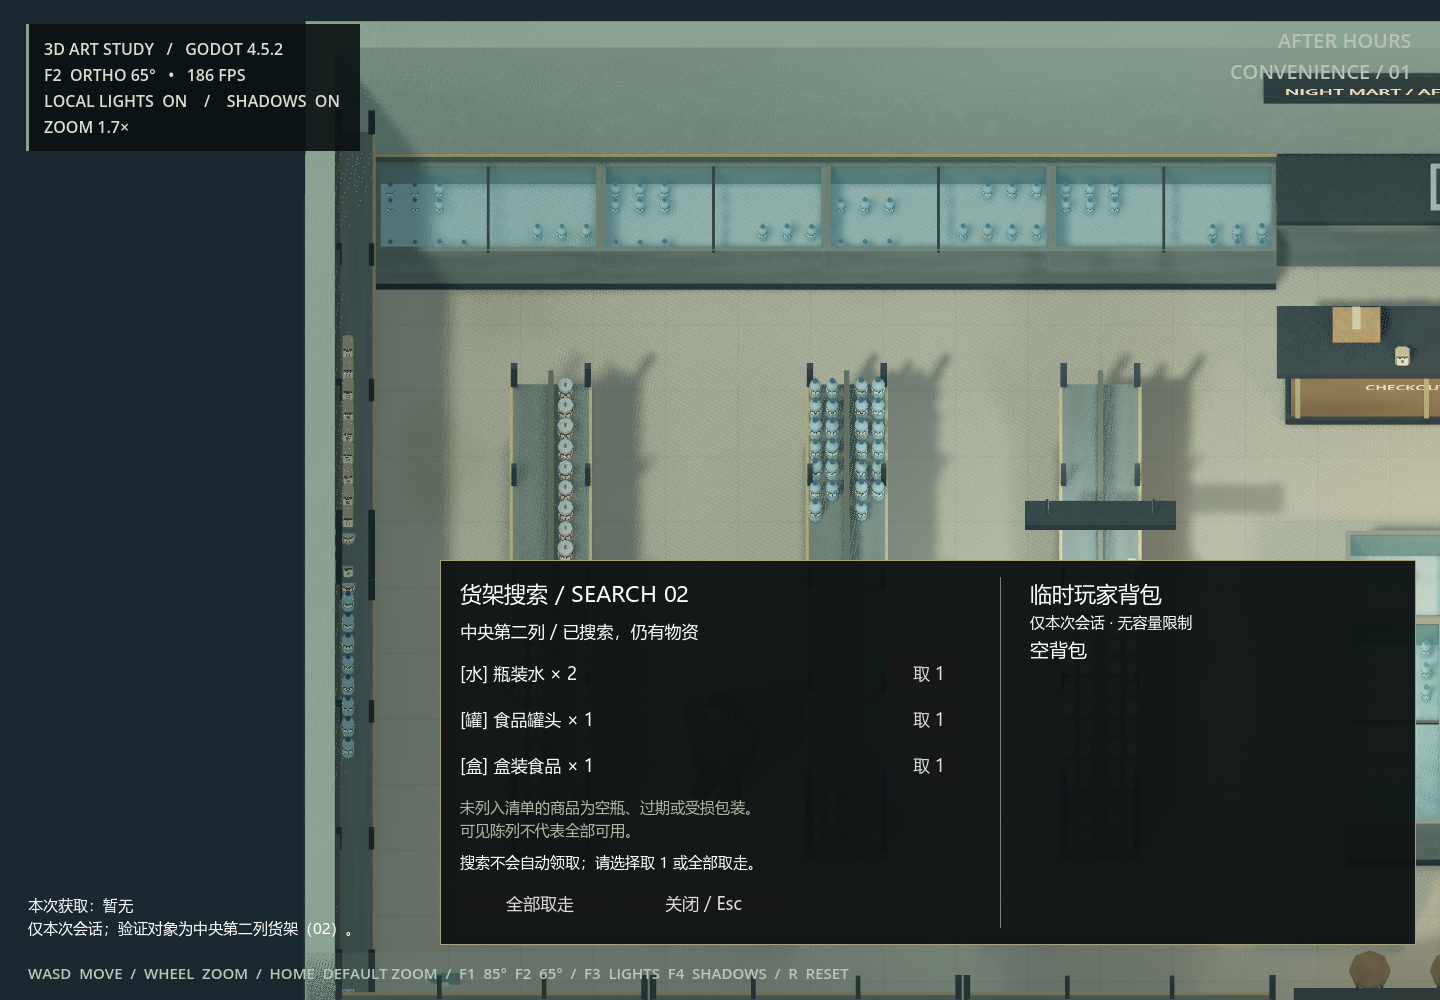 3D ART STUDY / GODOT 4.5.2
F2 ORTHO 65° • 186 FPS
LOCAL LIGHTS ON / SHADOWS ON
ZOOM 1.7×
AFTER HOURS
CONVENIENCE / 01
NIGHT MART / AF
CHECKOU
货架搜索 / SEARCH 02
中央第二列 / 已搜索，仍有物资
[水] 瓶装水 × 2 取 1
[罐] 食品罐头 × 1 取 1
[盒] 盒装食品 × 1 取 1
未列入清单的商品为空瓶、过期或受损包装。
可见陈列不代表全部可用。
搜索不会自动领取；请选择取 1 或全部取走。
全部取走 关闭 / Esc
临时玩家背包
仅本次会话 · 无容量限制
空背包
本次获取：暂无
仅本次会话；验证对象为中央第二列货架（02）。
WASD MOVE / WHEEL ZOOM / HOME DEFAULT ZOOM / F1 85° F2 65° / F3 LIGHTS F4 SHADOWS / R RESET